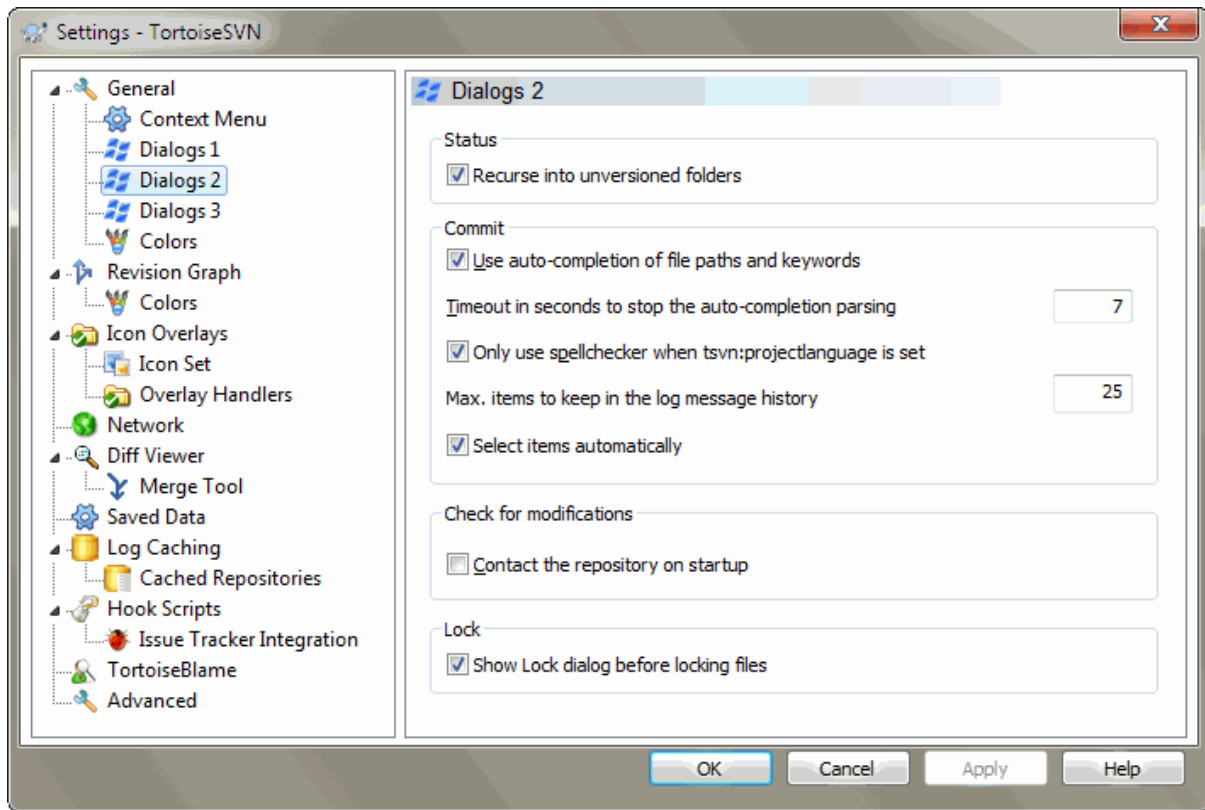 Settings - TortoiseSVN
General
Context Menu
Dialogs 1
Dialogs 2
Dialogs 3
Colors
Revision Graph
Colors
Icon Overlays
Icon Set
Overlay Handlers
Network
Diff Viewer
Merge Tool
Saved Data
Log Caching
Cached Repositories
Hook Scripts
Issue Tracker Integration
TortoiseBlame
Advanced
Dialogs 2
Status
Recurse into unversioned folders
Commit
Use auto-completion of file paths and keywords
Timeout in seconds to stop the auto-completion parsing 7
Only use spellchecker when tsvn:projectlanguage is set
Max. items to keep in the log message history 25
Select items automatically
Check for modifications
Contact the repository on startup
Lock
Show Lock dialog before locking files
OK Cancel Apply Help